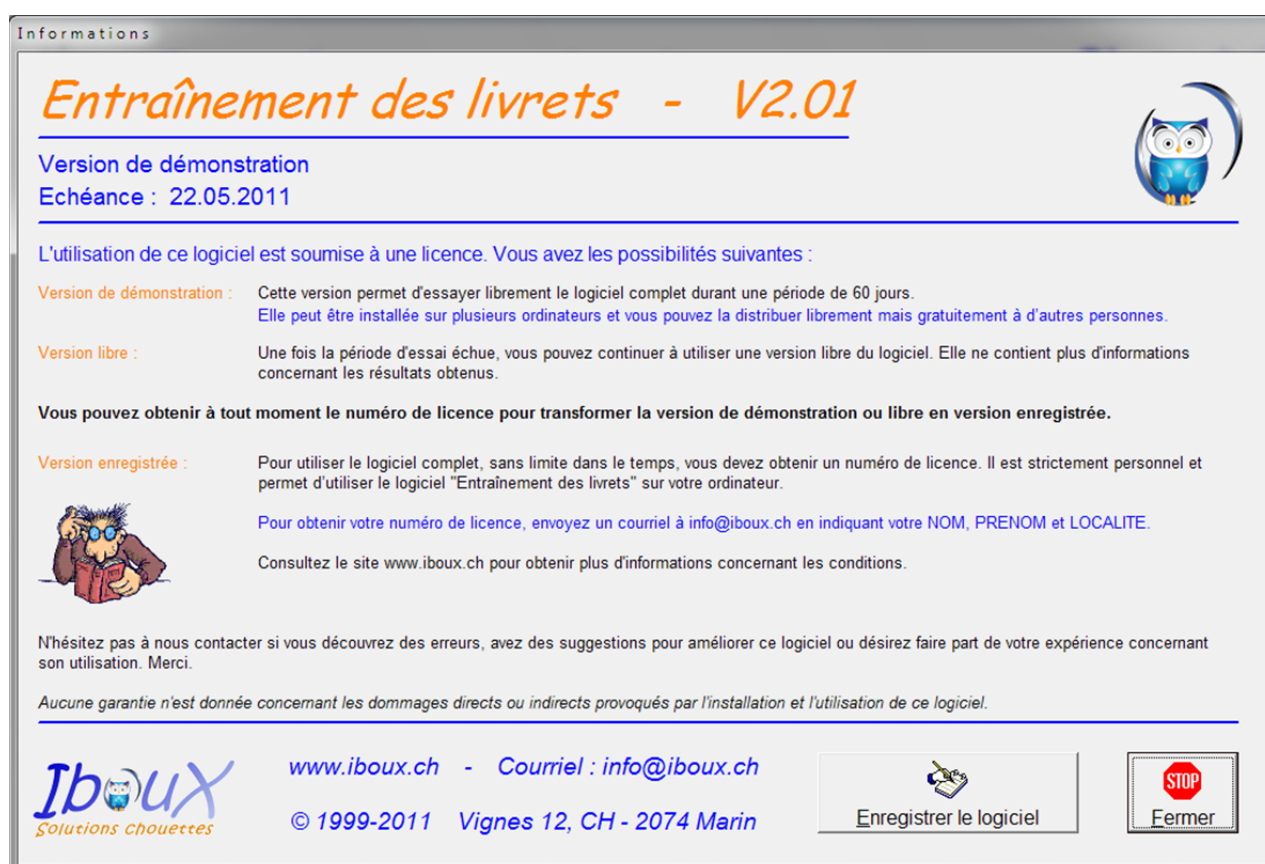 Informations
Entraînement des livrets - V2.01
Version de démonstration
Echéance : 22.05.2011
L'utilisation de ce logiciel est soumise à une licence. Vous avez les possibilités suivantes :
Version de démonstration : Cette version permet d'essayer librement le logiciel complet durant une période de 60 jours.
Elle peut être installée sur plusieurs ordinateurs et vous pouvez la distribuer librement mais gratuitement à d'autres personnes.
Version libre : Une fois la période d'essai échue, vous pouvez continuer à utiliser une version libre du logiciel. Elle ne contient plus d'informations
concernant les résultats obtenus.
Vous pouvez obtenir à tout moment le numéro de licence pour transformer la version de démonstration ou libre en version enregistrée.
Version enregistrée : Pour utiliser le logiciel complet, sans limite dans le temps, vous devez obtenir un numéro de licence. Il est strictement personnel et
permet d'utiliser le logiciel "Entraînement des livrets" sur votre ordinateur.
Pour obtenir votre numéro de licence, envoyez un courriel à info@iboux.ch en indiquant votre NOM, PRENOM et LOCALITE.
Consultez le site www.iboux.ch pour obtenir plus d'informations concernant les conditions.
N'hésitez pas à nous contacter si vous découvrez des erreurs, avez des suggestions pour améliorer ce logiciel ou désirez faire part de votre expérience concernant
son utilisation. Merci.
Aucune garantie n'est donnée concernant les dommages directs ou indirects provoqués par l'installation et l'utilisation de ce logiciel.
IbouX
Solutions chouettes
www.iboux.ch - Courriel : info@iboux.ch
© 1999-2011 Vignes 12, CH - 2074 Marin
Enregistrer le logiciel
STOP
Fermer